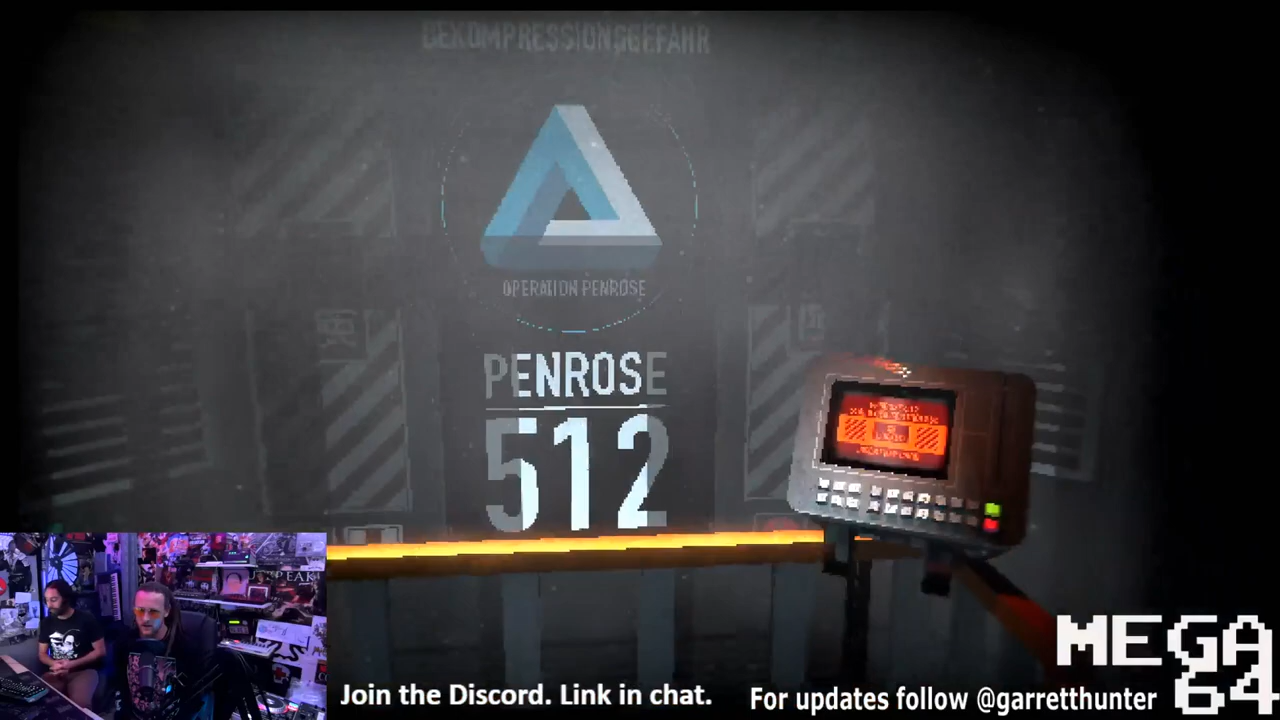 DEKOMPRESSIONSGEFAHR
OPERATION PENROSE
PENROSE
512
Join the Discord. Link in chat.
For updates follow @garretthunter
MEGA
64